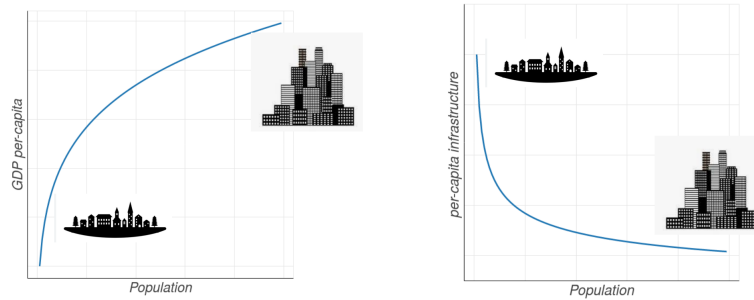 GDP per-capita
Population
per-capita infrastructure
Population